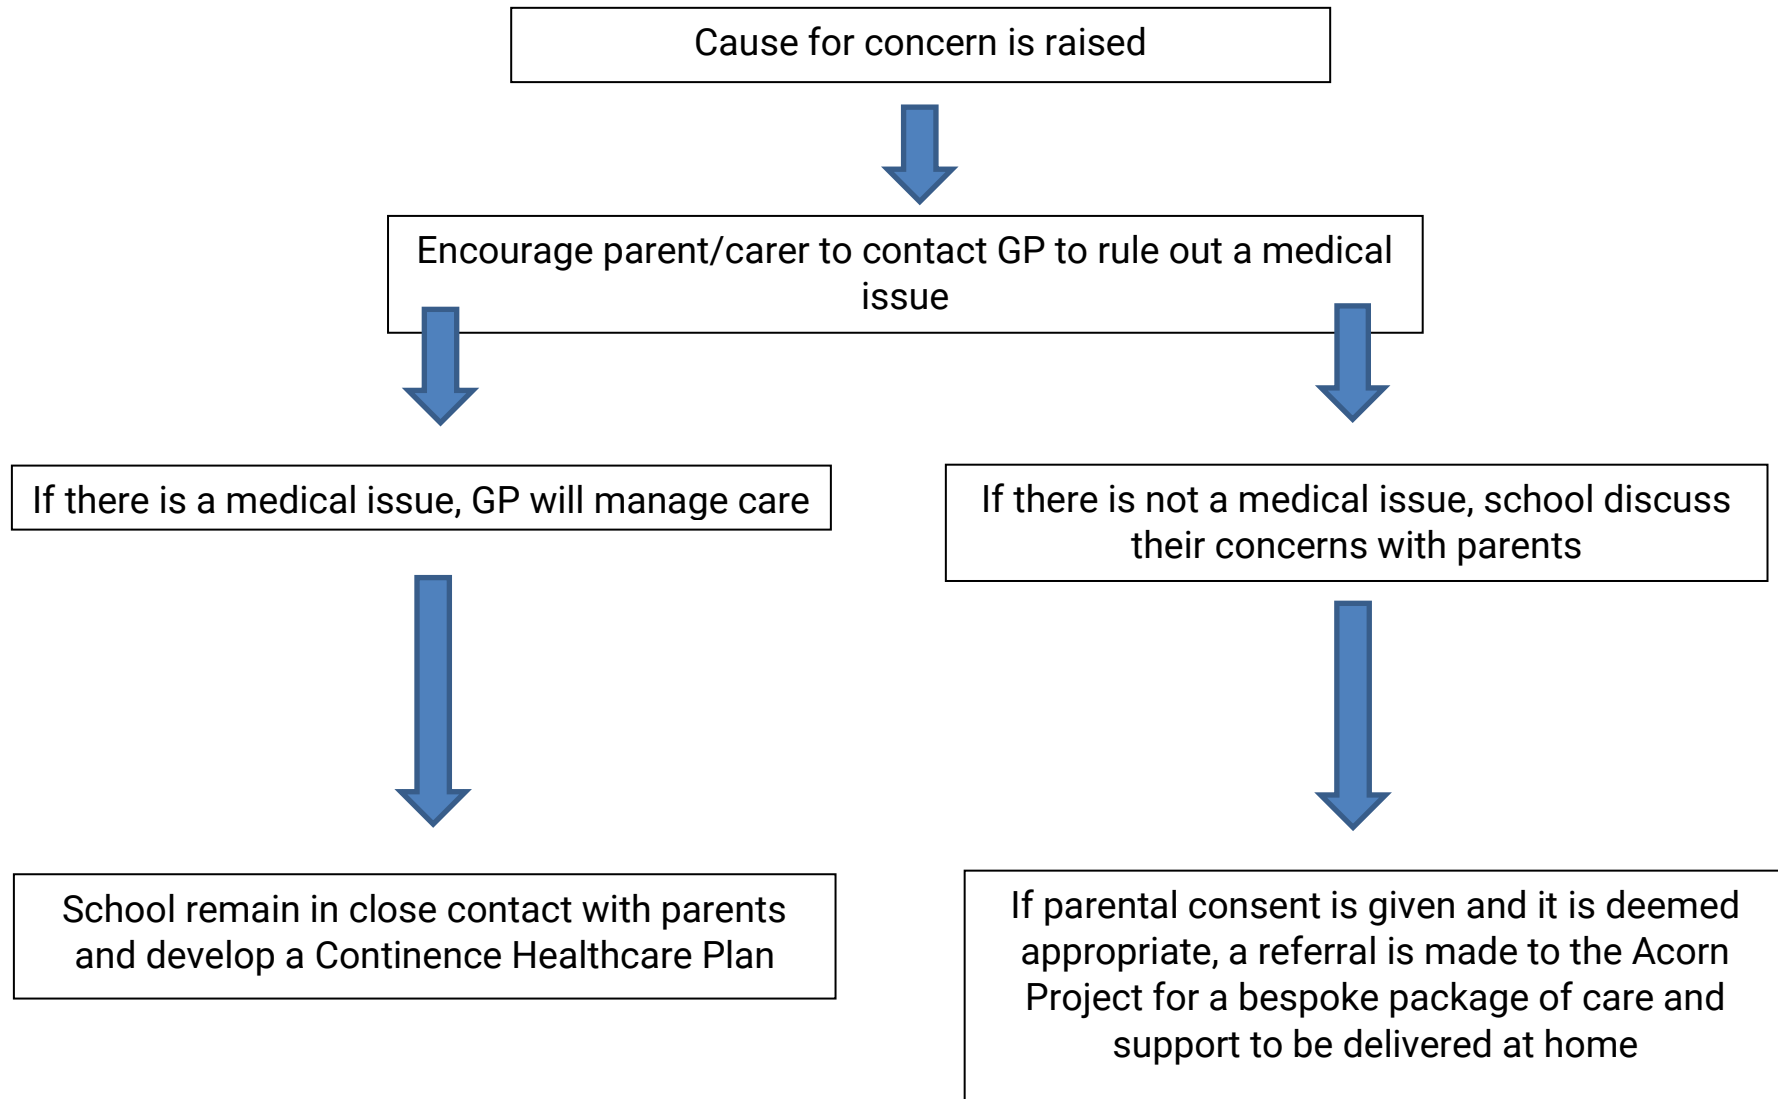 Cause for concern is raised
Encourage parent/carer to contact GP to rule out a medical
issue
If there is a medical issue, GP will manage care
If there is not a medical issue, school discuss
their concerns with parents
School remain in close contact with parents
and develop a Continence Healthcare Plan
If parental consent is given and it is deemed
appropriate, a referral is made to the Acorn
Project for a bespoke package of care and
support to be delivered at home